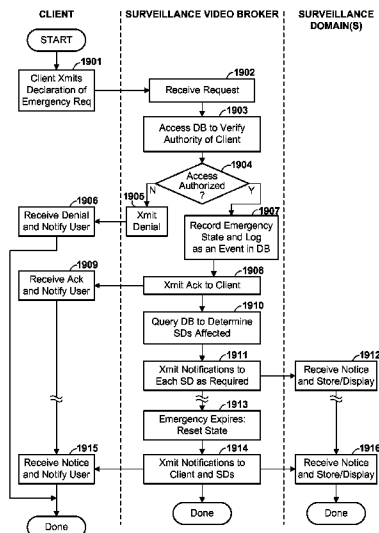 CLIENT
SURVEILLANCE VIDEO BROKER
SURVEILLANCE
DOMAIN(S)
START
1901
Client Xmits
Declaration of
Emergency Req
1902
Receive Request
1903
Access DB to Verify
Authority of Client
1904
Access
Authorized
?
N
Y
1905
Xmit
Denial
1906
Receive Denial
and Notify User
1907
Record Emergency
State and Log
as an Event in DB
1908
Xmit Ack to Client
1909
Receive Ack
and Notify User
1910
Query DB to Determine
SDs Affected
1911
Xmit Notifications to
Each SD as Required
1912
Receive Notice
and Store/Display
1913
Emergency Expires:
Reset State
1914
Xmit Notifications to
Client and SDs
1915
Receive Notice
and Notify User
1916
Receive Notice
and Store/Display
Done
Done
Done